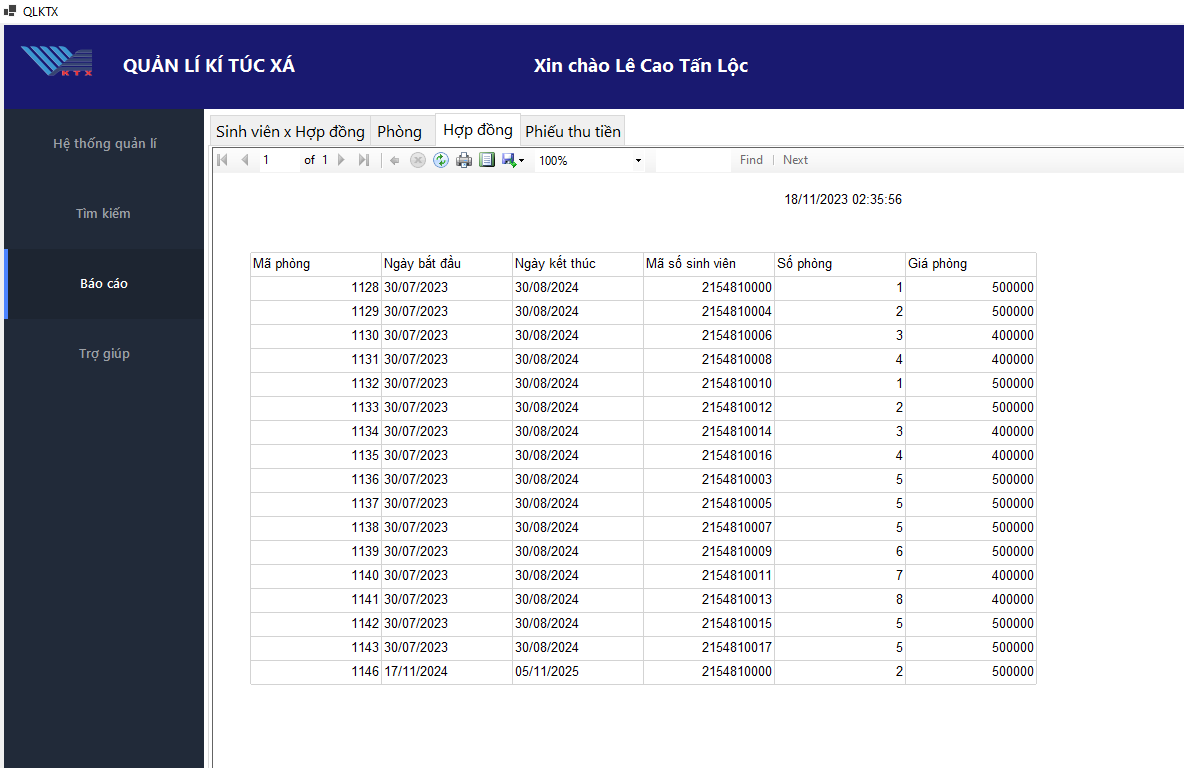 QLKTX
KTX
QUẢN LÍ KÍ TÚC XÁ
Xin chào Lê Cao Tấn Lộc
Hệ thống quản lí
Tìm kiếm
Báo cáo
Trợ giúp
Sinh viên x Hợp đồng Phòng Hợp đồng Phiếu thu tiền
1 of 1 100% Find | Next
18/11/2023 02:35:56
Mã phòng Ngày bắt đầu Ngày kết thúc Mã số sinh viên Số phòng Giá phòng
1128 30/07/2023 30/08/2024 2154810000 1 500000
1129 30/07/2023 30/08/2024 2154810004 2 500000
1130 30/07/2023 30/08/2024 2154810006 3 400000
1131 30/07/2023 30/08/2024 2154810008 4 400000
1132 30/07/2023 30/08/2024 2154810010 1 500000
1133 30/07/2023 30/08/2024 2154810012 2 500000
1134 30/07/2023 30/08/2024 2154810014 3 400000
1135 30/07/2023 30/08/2024 2154810016 4 400000
1136 30/07/2023 30/08/2024 2154810003 5 500000
1137 30/07/2023 30/08/2024 2154810005 5 500000
1138 30/07/2023 30/08/2024 2154810007 5 500000
1139 30/07/2023 30/08/2024 2154810009 6 500000
1140 30/07/2023 30/08/2024 2154810011 7 400000
1141 30/07/2023 30/08/2024 2154810013 8 400000
1142 30/07/2023 30/08/2024 2154810015 5 500000
1143 30/07/2023 30/08/2024 2154810017 5 500000
1146 17/11/2024 05/11/2025 2154810000 2 500000